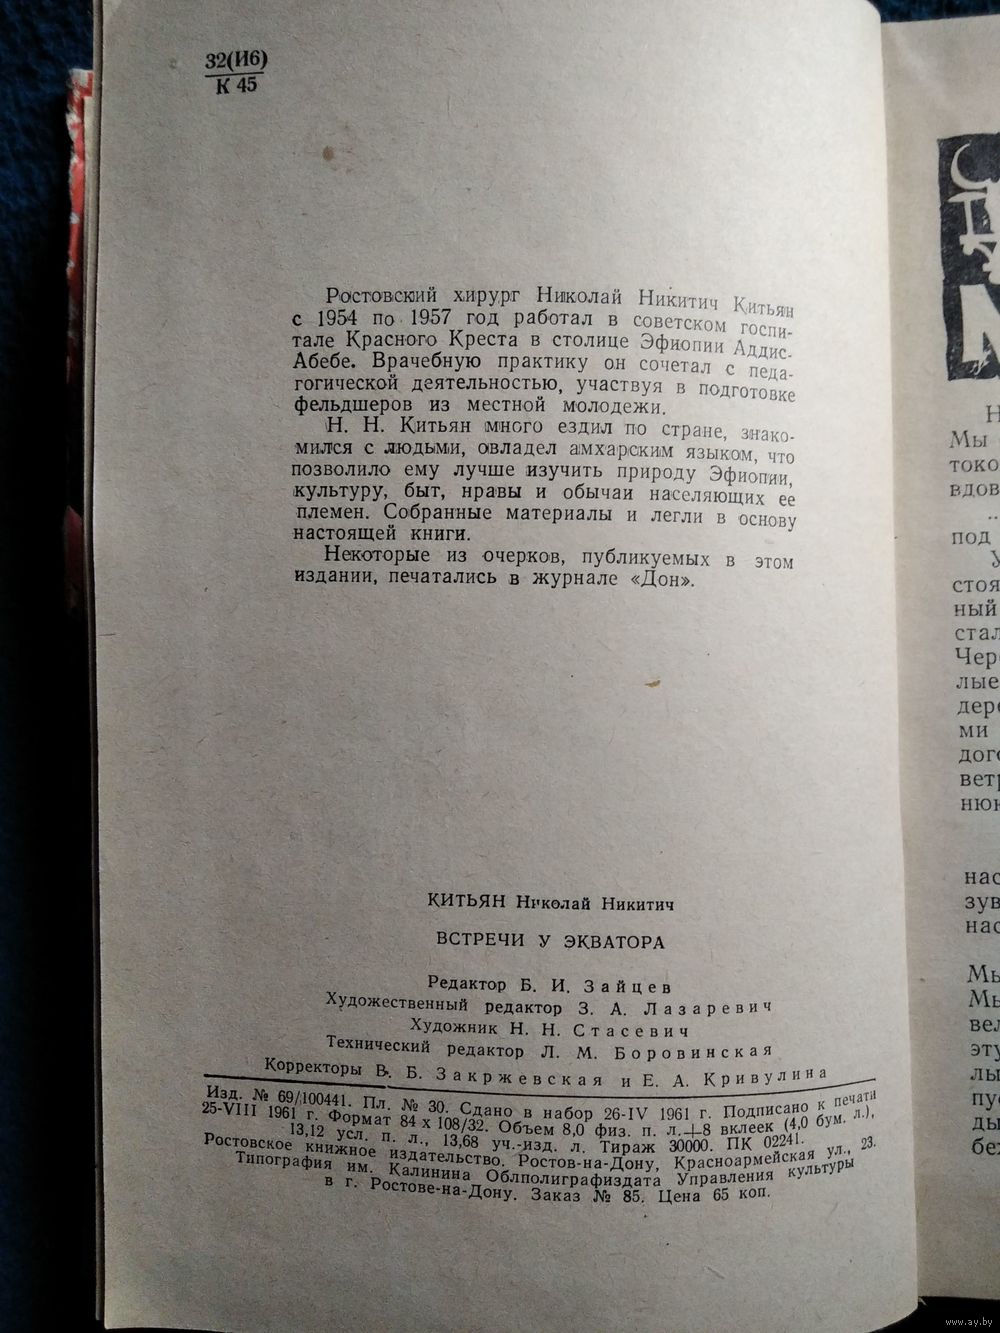 32(И6)
К 45
Ростовский хирург Николай Никитич Китьян
с 1954 по 1957 год работал в советском госпи-
тале Красного Креста в столице Эфиопии Аддис-
Абебе. Врачебную практику он сочетал с педа-
гогической деятельностью, участвуя в подготовке
фельдшеров из местной молодежи.
Н. Н. Китьян много ездил по стране, знако-
мился с людьми, овладел амхарским языком, что
позволило ему лучше изучить природу Эфиопии,
культуру, быт, нравы и обычаи населяющих ее
племен. Собранные материалы и легли в основу
настоящей книги.
Некоторые из очерков, публикуемых в этом
издании, печатались в журнале «Дон».
КИТЬЯН Николай Никитич
ВСТРЕЧИ У ЭКВАТОРА
Редактор Б. И. Зайцев
Художественный редактор З. А. Лазаревич
Художник Н. Н. Стасевич
Технический редактор Л. М. Боровинская
Корректоры В. Б. Закржевская и Е. А. Кривулина
Изд. № 69/100441. Пл. № 30. Сдано в набор 26-IV 1961 г. Подписано к печати
25-VIII 1961 г. Формат 84 х 108/32. Объем 8,0 физ. п. л.+8 вклеек (4,0 бум. л.),
13,12 усл. п. л., 13,68 уч.-изд. л. Тираж 30000. ПК 02241.
Ростовское книжное издательство. Ростов-на-Дону, Красноармейская ул., 23.
Типография им. Калинина Облполиграфиздата Управления культуры
в г. Ростове-на-Дону. Заказ № 85. Цена 65 коп.
Н
Мы
токо
вдов
..
под
У
стоя
ный
стал
Чер
лые
дере
ми
дого
ветр
нюю
нас
зув
нас
Мы
Мы
вел
эту
лы
пус
ды
бе
www.ay.by